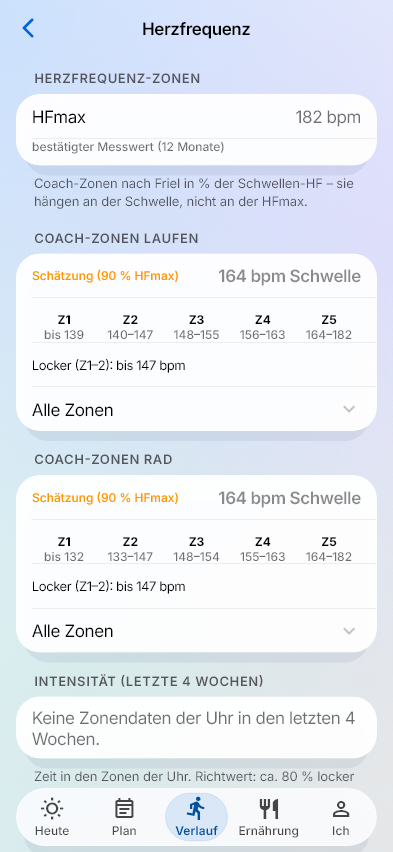 Herzfrequenz
HERZFREQUENZ-ZONEN
HFmax 182 bpm
bestätigter Messwert (12 Monate)
Coach-Zonen nach Friel in % der Schwellen-HF – sie
hängen an der Schwelle, nicht an der HFmax.
COACH-ZONEN LAUFEN
Schätzung (90 % HFmax) 164 bpm Schwelle
Z1 Z2 Z3 Z4 Z5
bis 139 140–147 148–155 156–163 164–182
Locker (Z1–2): bis 147 bpm
Alle Zonen
COACH-ZONEN RAD
Schätzung (90 % HFmax) 164 bpm Schwelle
Z1 Z2 Z3 Z4 Z5
bis 132 133–147 148–154 155–163 164–182
Locker (Z1–2): bis 147 bpm
Alle Zonen
INTENSITÄT (LETZTE 4 WOCHEN)
Keine Zonendaten der Uhr in den letzten 4
Wochen.
Zeit in den Zonen der Uhr. Richtwert: ca. 80 % locker
Heute Plan Verlauf Ernährung Ich